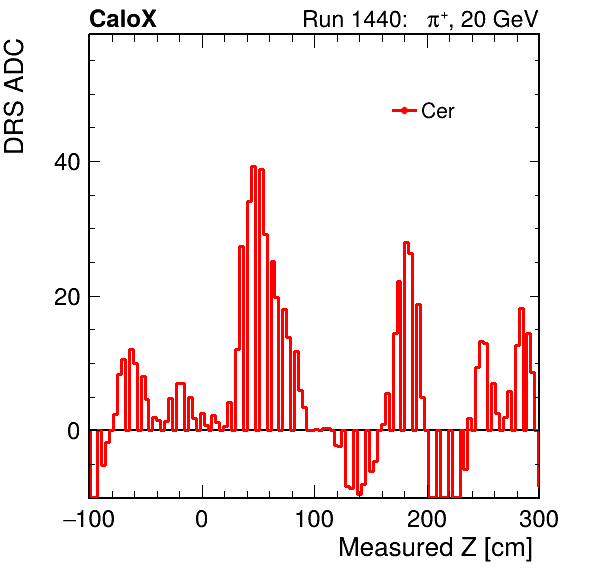 CaloX Run 1440: π⁺, 20 GeV
DRS ADC
Cer
40
20
0
−100 0 100 200 300
Measured Z [cm]